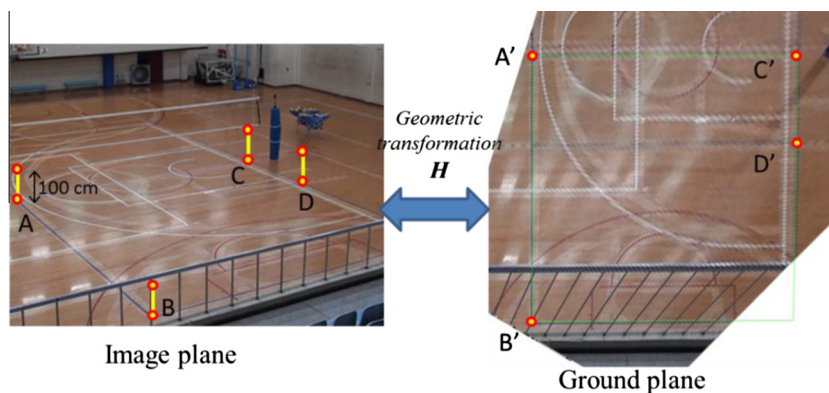 A
100 cm
B
C
D
Image plane
Geometric
transformation
H
A’
B’
C’
D’
Ground plane